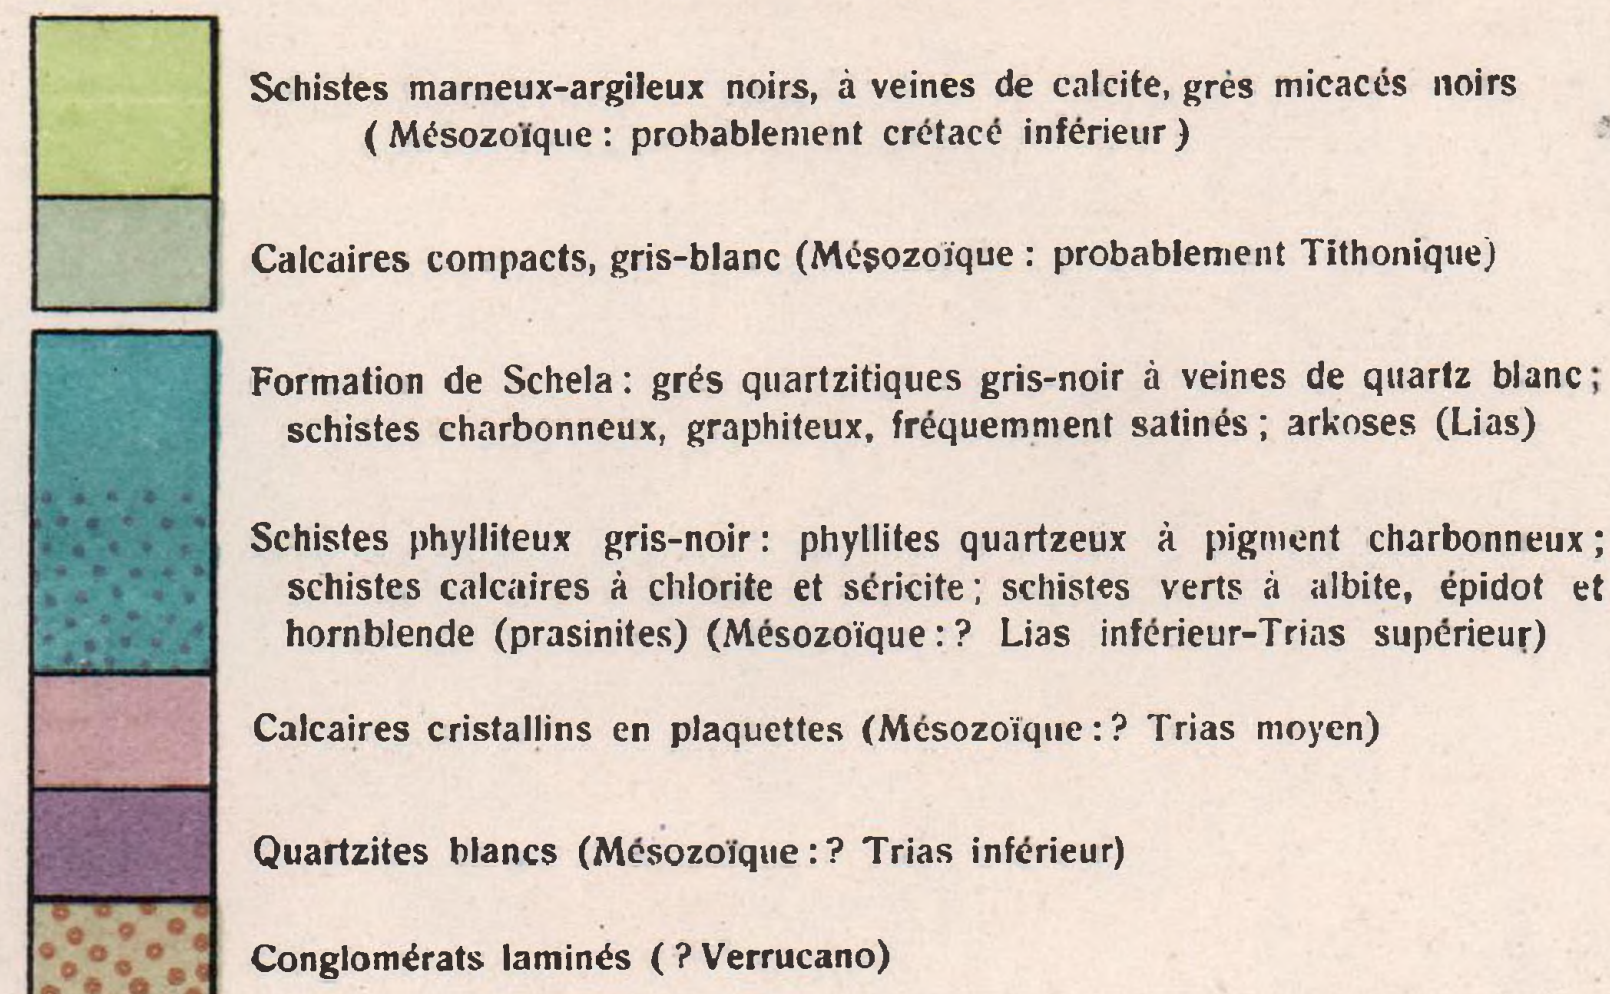 Schistes marneux-argileux noirs, à veines de calcite, grès micacés noirs
(Mésozoïque : probablement crétacé inférieur)
Calcaires compacts, gris-blanc (Mésozoïque : probablement Tithonique)
Formation de Schela : grés quartzitiques gris-noir à veines de quartz blanc ;
schistes charbonneux, graphiteux, fréquemment satinés ; arkoses (Lias)
Schistes phylliteux gris-noir : phyllites quartzeux à pigment charbonneux ;
schistes calcaires à chlorite et séricite ; schistes verts à albite, épidot et
hornblende (prasinites) (Mésozoïque : ? Lias inférieur-Trias supérieur)
Calcaires cristallins en plaquettes (Mésozoïque : ? Trias moyen)
Quartzites blancs (Mésozoïque : ? Trias inférieur)
Conglomérats laminés (? Verrucano)